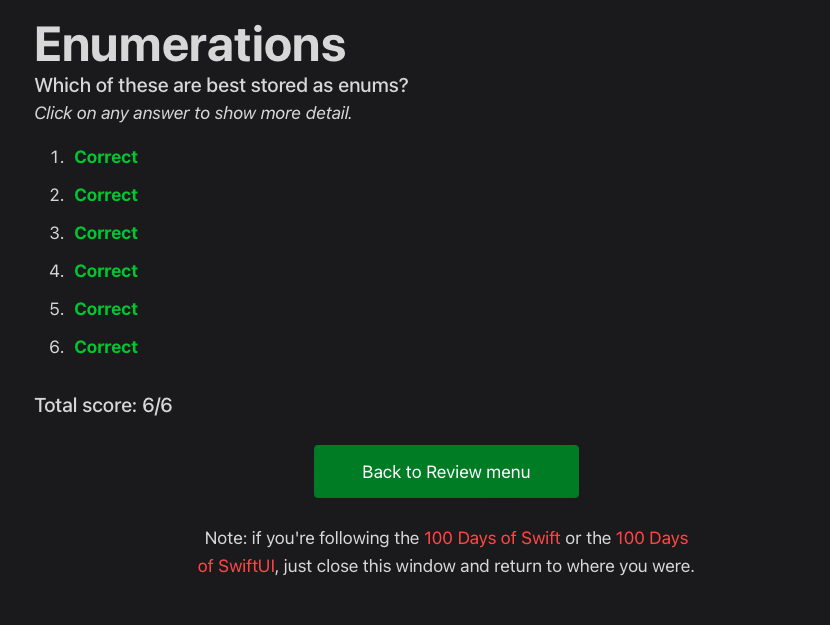 Enumerations
Which of these are best stored as enums?
Click on any answer to show more detail.
1. Correct
2. Correct
3. Correct
4. Correct
5. Correct
6. Correct
Total score: 6/6
Back to Review menu
Note: if you're following the 100 Days of Swift or the 100 Days
of SwiftUI, just close this window and return to where you were.